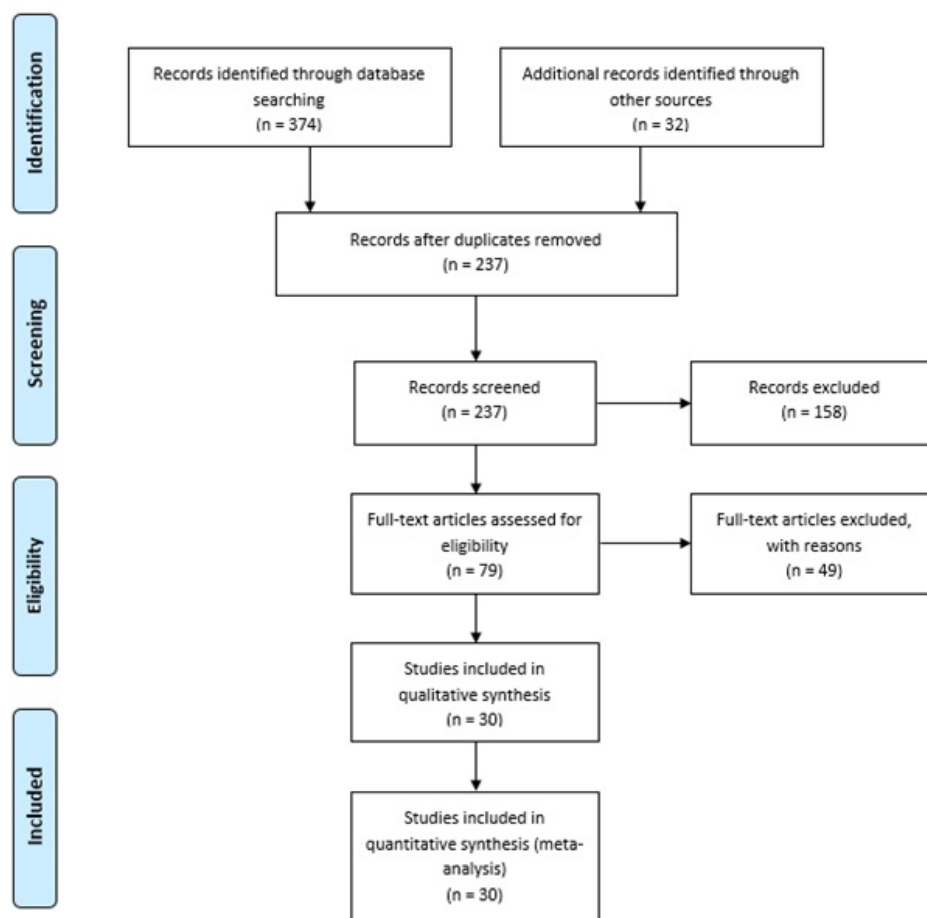 Identification
Records identified through database
searching
(n = 374)
Additional records identified through
other sources
(n = 32)
Records after duplicates removed
(n = 237)
Screening
Records screened
(n = 237)
Records excluded
(n = 158)
Eligibility
Full-text articles assessed for
eligibility
(n = 79)
Full-text articles excluded,
with reasons
(n = 49)
Studies included in
qualitative synthesis
(n = 30)
Included
Studies included in
quantitative synthesis (meta-
analysis)
(n = 30)